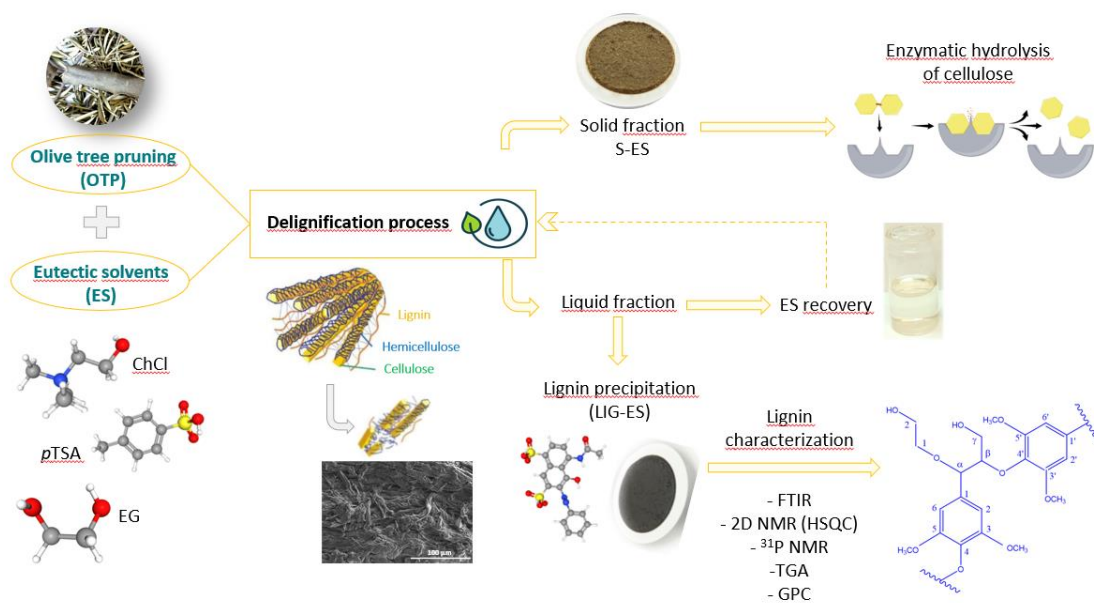 Olive tree pruning
(OTP)
Eutectic solvents
(ES)
ChCl
pTSA
EG
Delignification process
Lignin
Hemicellulose
Cellulose
100 µm
Solid fraction
S-ES
Enzymatic hydrolysis
of cellulose
Liquid fraction
ES recovery
Lignin precipitation
(LIG-ES)
Lignin
characterization
- FTIR
- 2D NMR (HSQC)
- ³¹P NMR
-TGA
- GPC
HO
2
1
O
α
HO
γ
β
O
H₃CO
6'
5'
1'
4'
2'
3'
OCH₃
1
6
2
5
3
4
H₃CO
OCH₃
O